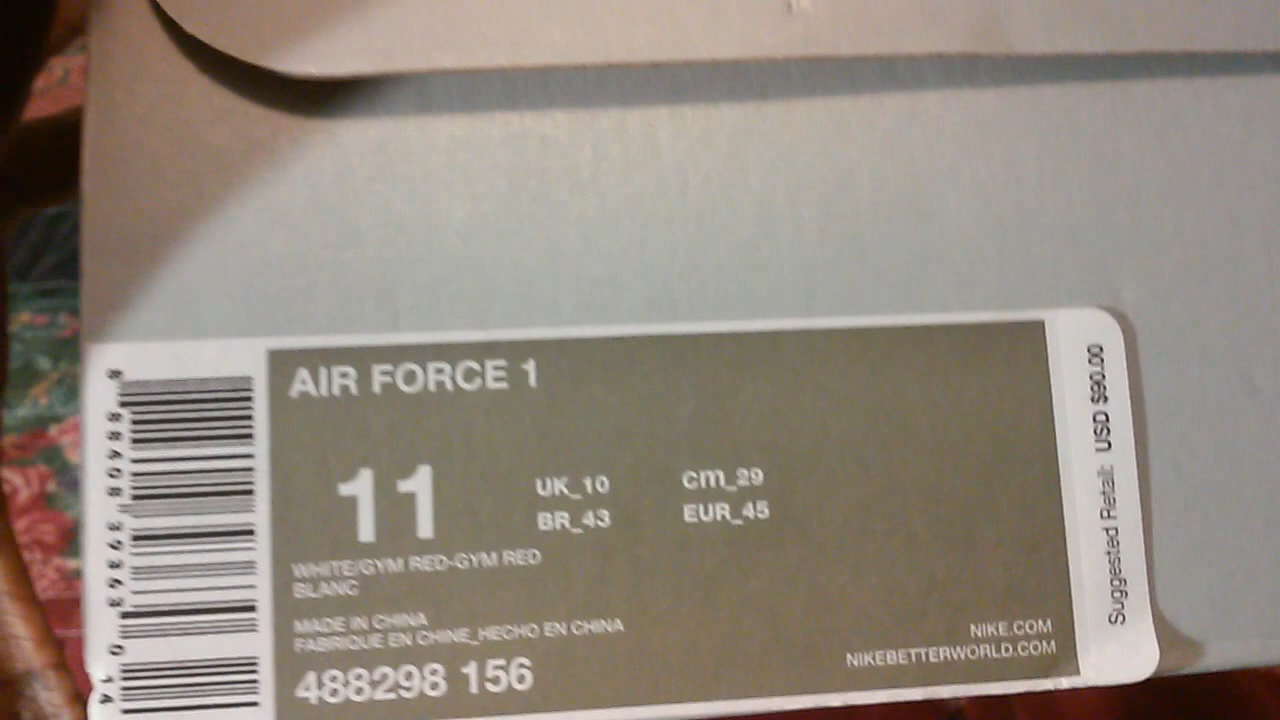 AIR FORCE 1
11
UK_10
cm_29
BR_43
EUR_45
WHITE/GYM RED-GYM RED
BLANC
MADE IN CHINA
FABRIQUE EN CHINE_HECHO EN CHINA
488298 156
NIKE.COM
NIKEBETTERWORLD.COM
Suggested Retail: USD $90.00